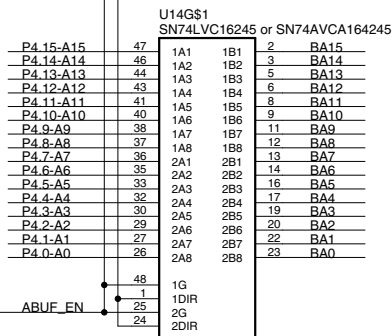 U14G$1
SN74LVC16245 or SN74AVCA164245
P4.15-A15 47 1A1 1B1 2 BA15
P4.14-A14 46 1A2 1B2 3 BA14
P4.13-A13 44 1A3 1B3 5 BA13
P4.12-A12 43 1A4 1B4 6 BA12
P4.11-A11 41 1A5 1B5 8 BA11
P4.10-A10 40 1A6 1B6 9 BA10
P4.9-A9 38 1A7 1B7 11 BA9
P4.8-A8 37 1A8 1B8 12 BA8
P4.7-A7 36 2A1 2B1 13 BA7
P4.6-A6 35 2A2 2B2 14 BA6
P4.5-A5 33 2A3 2B3 16 BA5
P4.4-A4 32 2A4 2B4 17 BA4
P4.3-A3 30 2A5 2B5 19 BA3
P4.2-A2 29 2A6 2B6 20 BA2
P4.1-A1 27 2A7 2B7 22 BA1
P4.0-A0 26 2A8 2B8 23 BA0
48 1G
1 1DIR
ABUF_EN 25 2G
24 2DIR